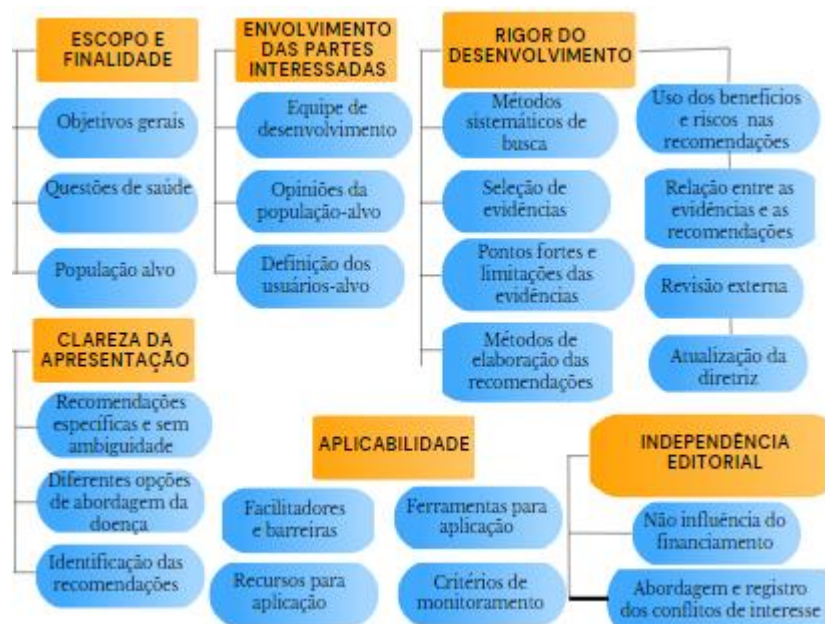 ESCOPO E
FINALIDADE
Objetivos gerais
Questões de saúde
População alvo
ENVOLVIMENTO
DAS PARTES
INTERESSADAS
Equipe de
desenvolvimento
Opiniões da
população-alvo
Definição dos
usuários-alvo
RIGOR DO
DESENVOLVIMENTO
Métodos
sistemáticos de
busca
Seleção de
evidências
Pontos fortes e
limitações das
evidências
Métodos de
elaboração das
recomendações
Uso dos benefícios
e riscos nas
recomendações
Relação entre as
evidências e as
recomendações
Revisão externa
Atualização da
diretriz
CLAREZA DA
APRESENTAÇÃO
Recomendações
específicas e sem
ambiguidade
Diferentes opções
de abordagem da
doença
Identificação das
recomendações
APLICABILIDADE
Facilitadores
e barreiras
Ferramentas para
aplicação
Recursos para
aplicação
Critérios de
monitoramento
INDEPENDÊNCIA
EDITORIAL
Não influência do
financiamento
Abordagem e registro
dos conflitos de interesse